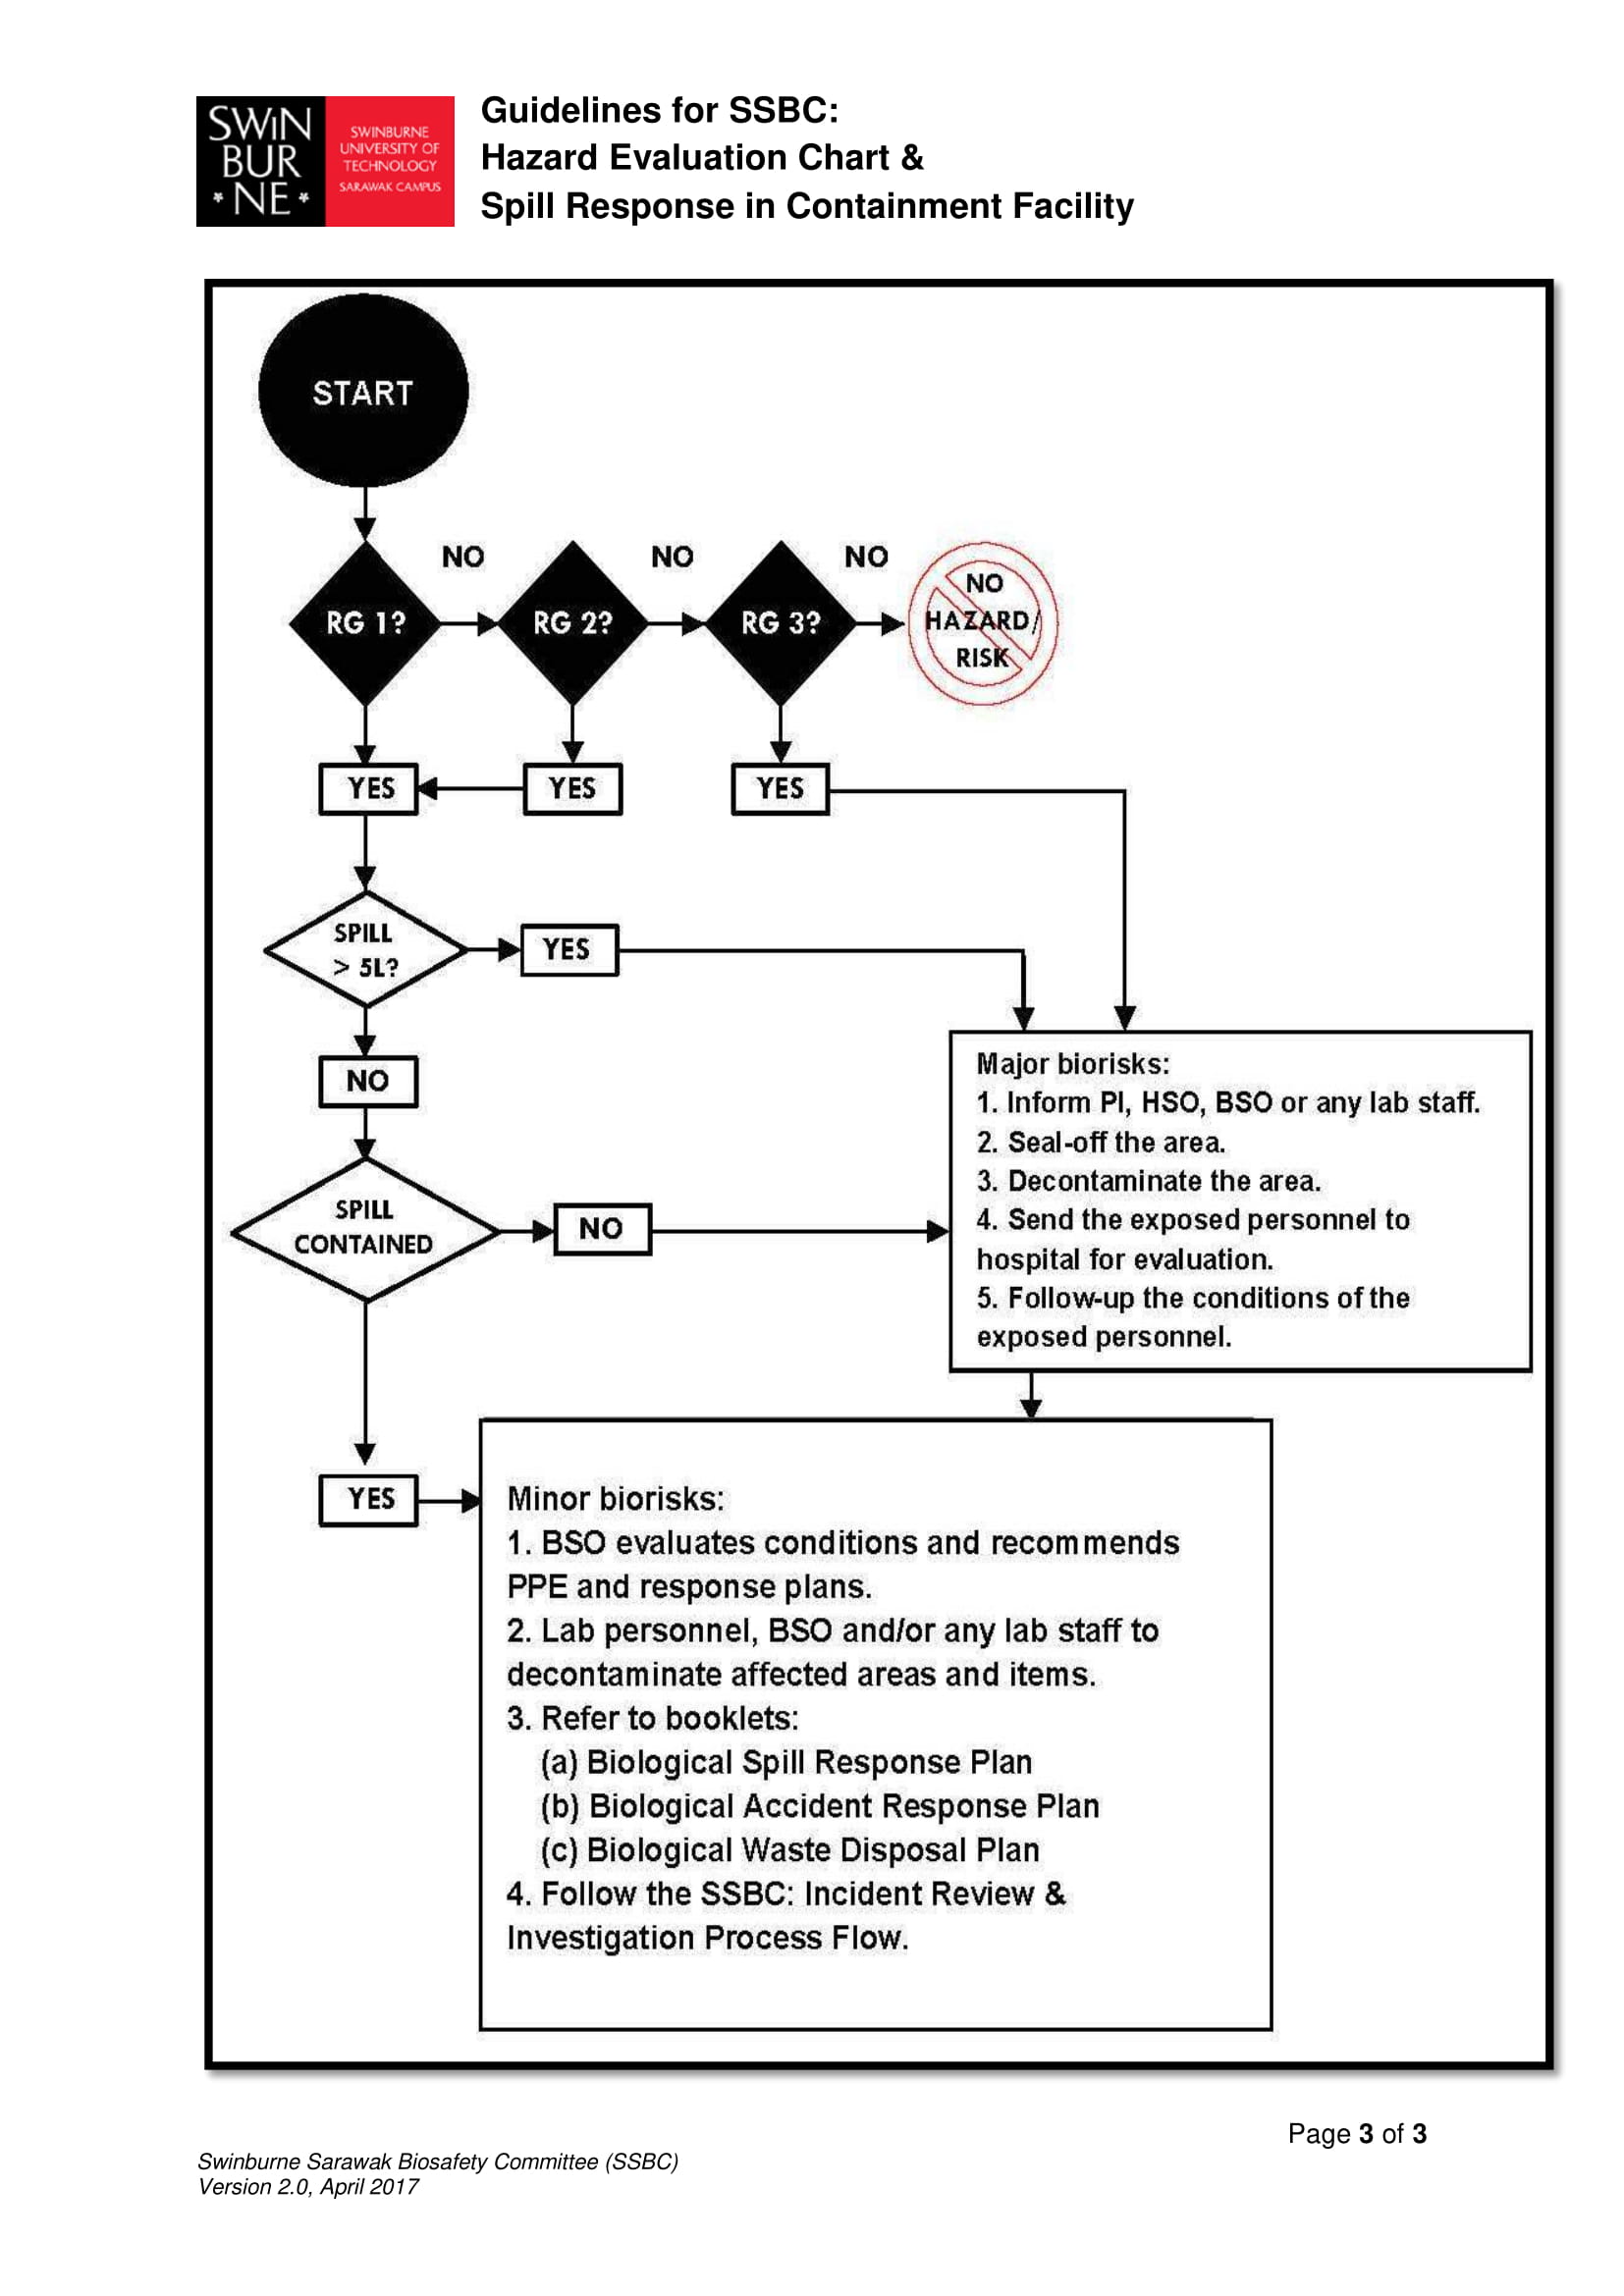 SWiN
BUR
*NE*
SWINBURNE
UNIVERSITY OF
TECHNOLOGY
SARAWAK CAMPUS
Guidelines for SSBC:
Hazard Evaluation Chart &
Spill Response in Containment Facility
START
NO
NO
NO
RG 1?
RG 2?
RG 3?
NO
HAZARD/
RISK
YES
YES
YES
SPILL
> 5L?
YES
NO
SPILL
CONTAINED
NO
Major biorisks:
1. Inform PI, HSO, BSO or any lab staff.
2. Seal-off the area.
3. Decontaminate the area.
4. Send the exposed personnel to
hospital for evaluation.
5. Follow-up the conditions of the
exposed personnel.
YES
Minor biorisks:
1. BSO evaluates conditions and recommends
PPE and response plans.
2. Lab personnel, BSO and/or any lab staff to
decontaminate affected areas and items.
3. Refer to booklets:
(a) Biological Spill Response Plan
(b) Biological Accident Response Plan
(c) Biological Waste Disposal Plan
4. Follow the SSBC: Incident Review &
Investigation Process Flow.
Page 3 of 3
Swinburne Sarawak Biosafety Committee (SSBC)
Version 2.0, April 2017